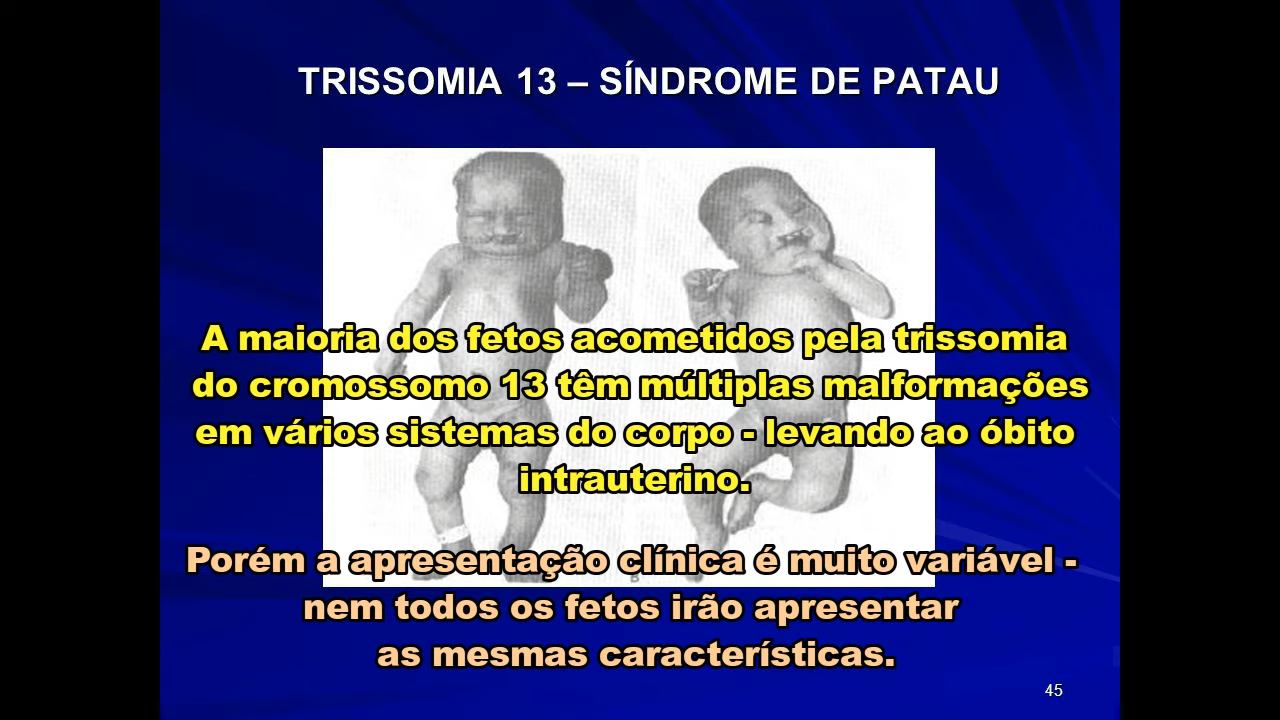 TRISSOMIA 13 – SÍNDROME DE PATAU
A maioria dos fetos acometidos pela trissomia
do cromossomo 13 têm múltiplas malformações
em vários sistemas do corpo - levando ao óbito
intrauterino.
Porém a apresentação clínica é muito variável -
nem todos os fetos irão apresentar
as mesmas características.
45